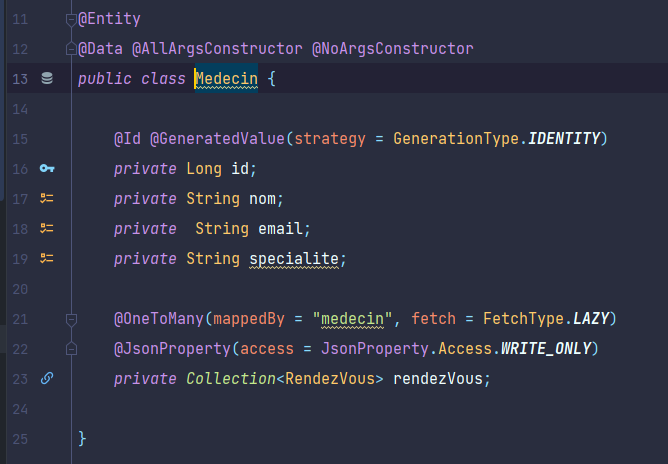 11 @Entity
12 @Data @AllArgsConstructor @NoArgsConstructor
13 public class Medecin {
14
15 @Id @GeneratedValue(strategy = GenerationType.IDENTITY)
16 private Long id;
17 private String nom;
18 private  String email;
19 private String specialite;
20
21 @OneToMany(mappedBy = "medecin", fetch = FetchType.LAZY)
22 @JsonProperty(access = JsonProperty.Access.WRITE_ONLY)
23 private Collection<RendezVous> rendezVous;
24
25 }